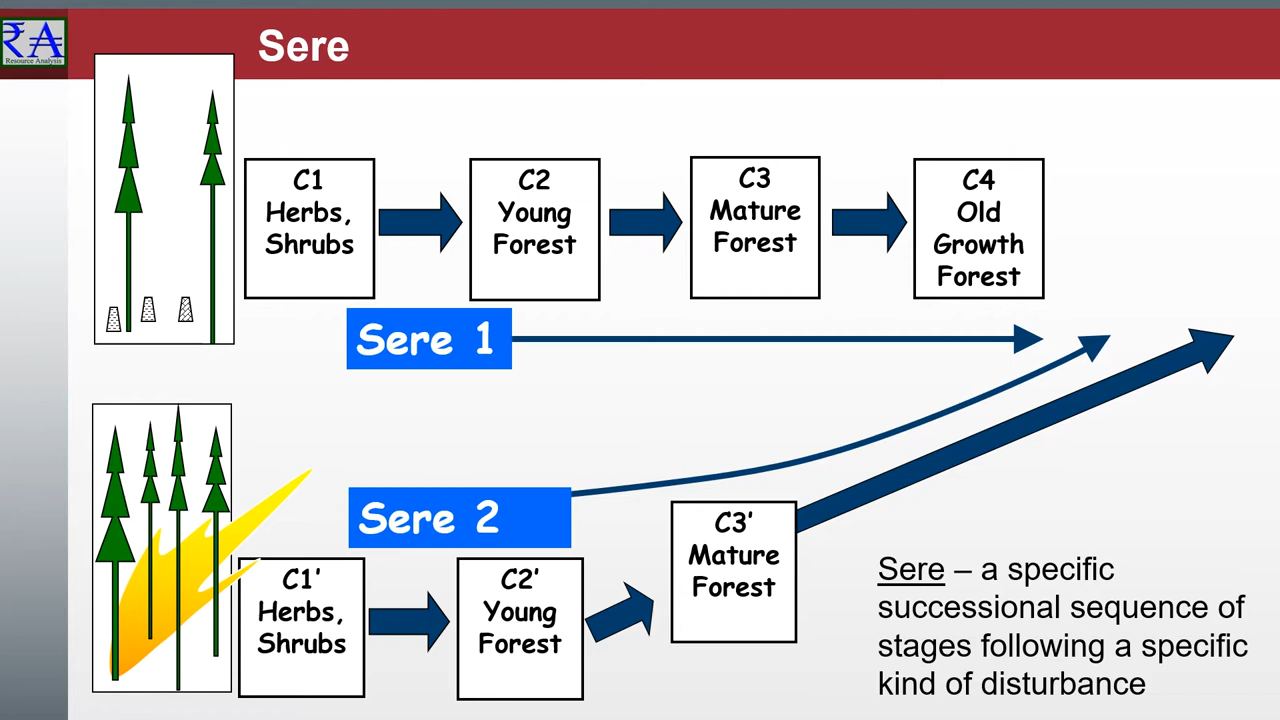 ₹A
Resource Analysis
Sere
C1
Herbs,
Shrubs
C2
Young
Forest
C3
Mature
Forest
C4
Old
Growth
Forest
Sere 1
Sere 2
C1'
Herbs,
Shrubs
C2'
Young
Forest
C3'
Mature
Forest
Sere – a specific
successional sequence of
stages following a specific
kind of disturbance